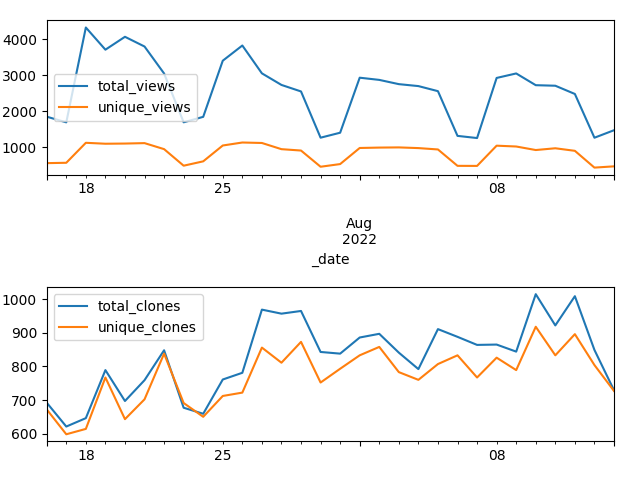 4000
3000
2000
1000
total_views
unique_views
18
25
08
Aug
2022
_date
1000
900
800
700
600
total_clones
unique_clones
18
25
08